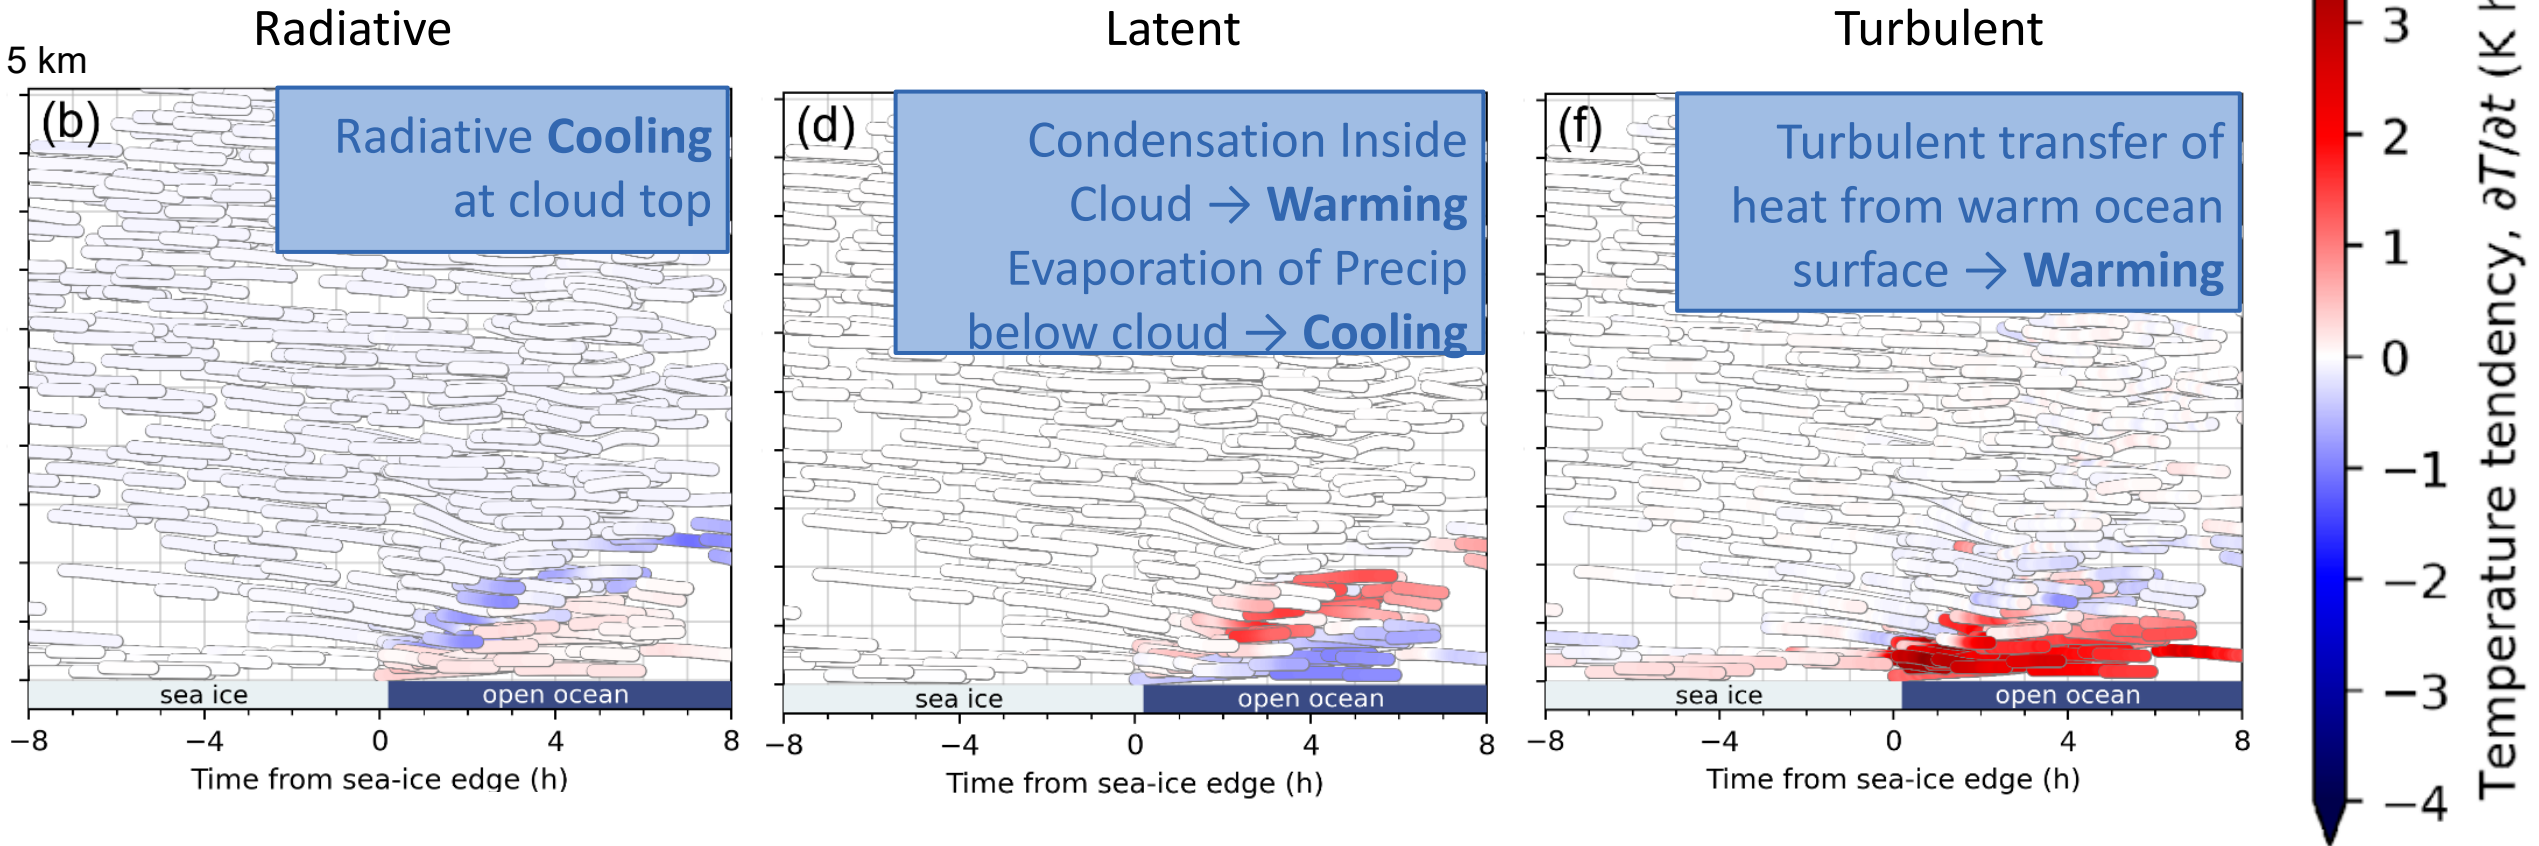 Radiative
Latent
Turbulent
5 km
(b)
Radiative Cooling
at cloud top
(d)
Condensation Inside
Cloud → Warming
Evaporation of Precip
below cloud → Cooling
(f)
Turbulent transfer of
heat from warm ocean
surface → Warming
sea ice
open ocean
−8
−4
0
4
8
Time from sea-ice edge (h)
sea ice
open ocean
−8
−4
0
4
8
Time from sea-ice edge (h)
sea ice
open ocean
−8
−4
0
4
8
Time from sea-ice edge (h)
3
2
1
0
−1
−2
−3
−4
Temperature tendency, ∂T/∂t (K